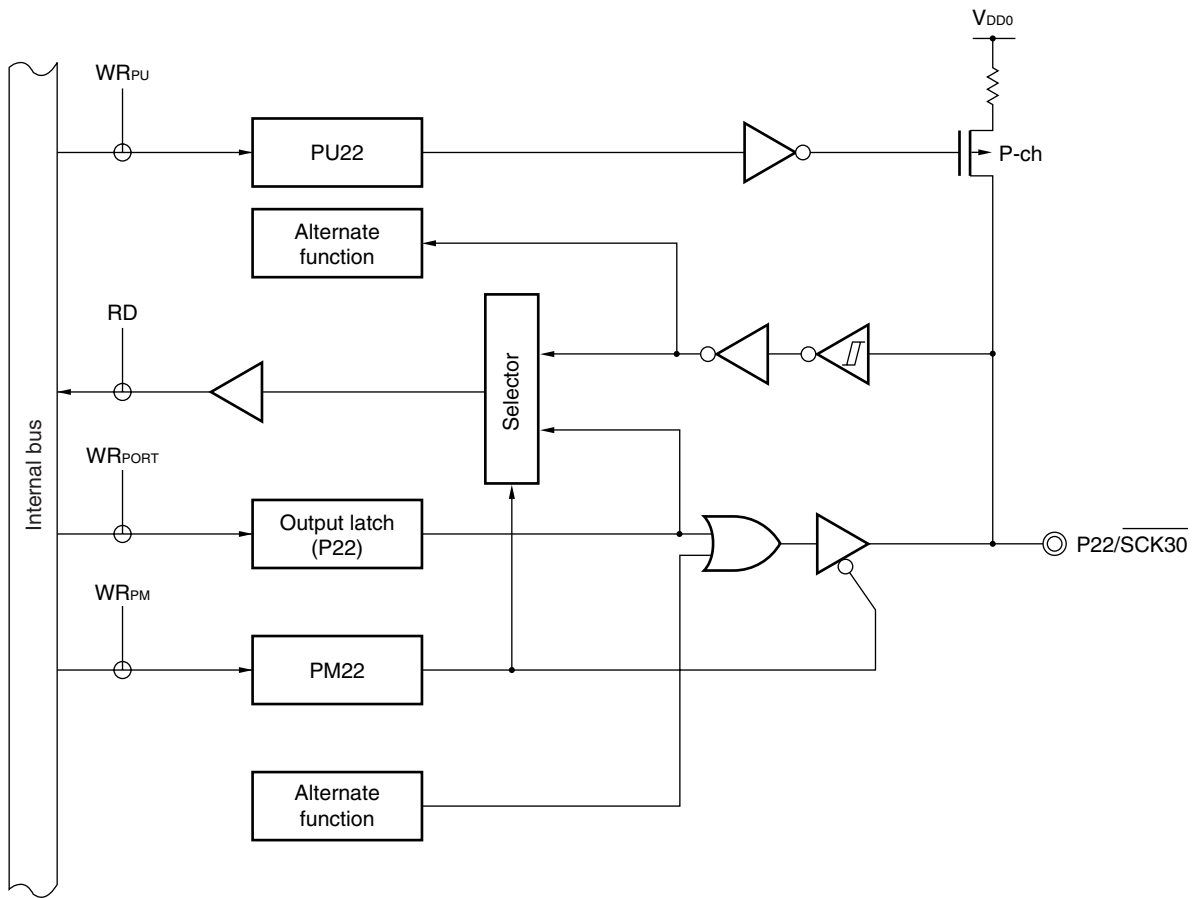 VDD0
WRPU
PU22
P-ch
Alternate
function
RD
Selector
Internal bus
WRPORT
Output latch
(P22)
P22/SCK30
WRPM
PM22
Alternate
function